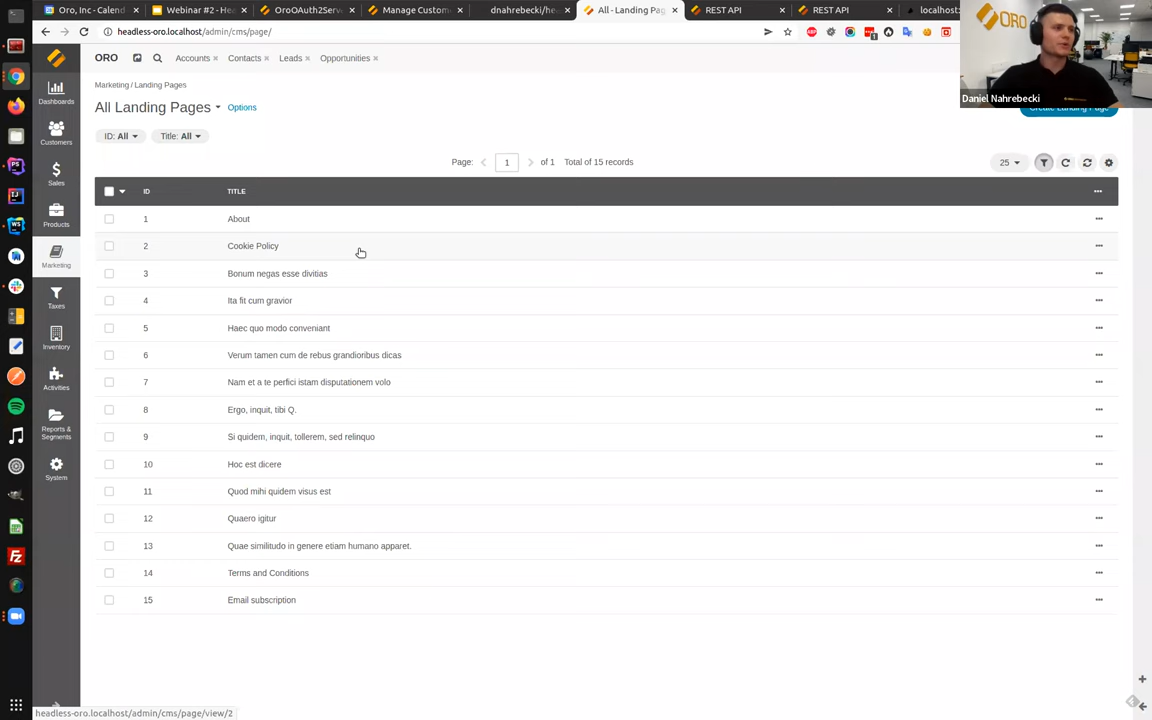 Oro, Inc - Calend
Webinar #2 - He
OroOAuth2Serv
Manage Custome
dnahrebecki/he
All - Landing Pag
REST API
REST API
localhost:
headless-oro.localhost/admin/cms/page/
ORO
Accounts
Contacts
Leads
Opportunities
ORO
Daniel Nahrebecki
Marketing / Landing Pages
All Landing Pages
Options
Create Landing Page
ID: All
Title: All
Page:
1
of 1
Total of 15 records
25
Dashboards
Customers
Sales
Products
Marketing
Taxes
Inventory
Activities
Reports &
Segments
System
ID TITLE
1 About
2 Cookie Policy
3 Bonum negas esse divitias
4 Ita fit cum gravior
5 Haec quo modo conveniant
6 Verum tamen cum de rebus grandioribus dicas
7 Nam et a te perfici istam disputationem volo
8 Ergo, inquit, tibi Q.
9 Si quidem, inquit, tollerem, sed relinquo
10 Hoc est dicere
11 Quod mihi quidem visus est
12 Quaero igitur
13 Quae similitudo in genere etiam humano apparet.
14 Terms and Conditions
15 Email subscription
headless-oro.localhost/admin/cms/page/view/2